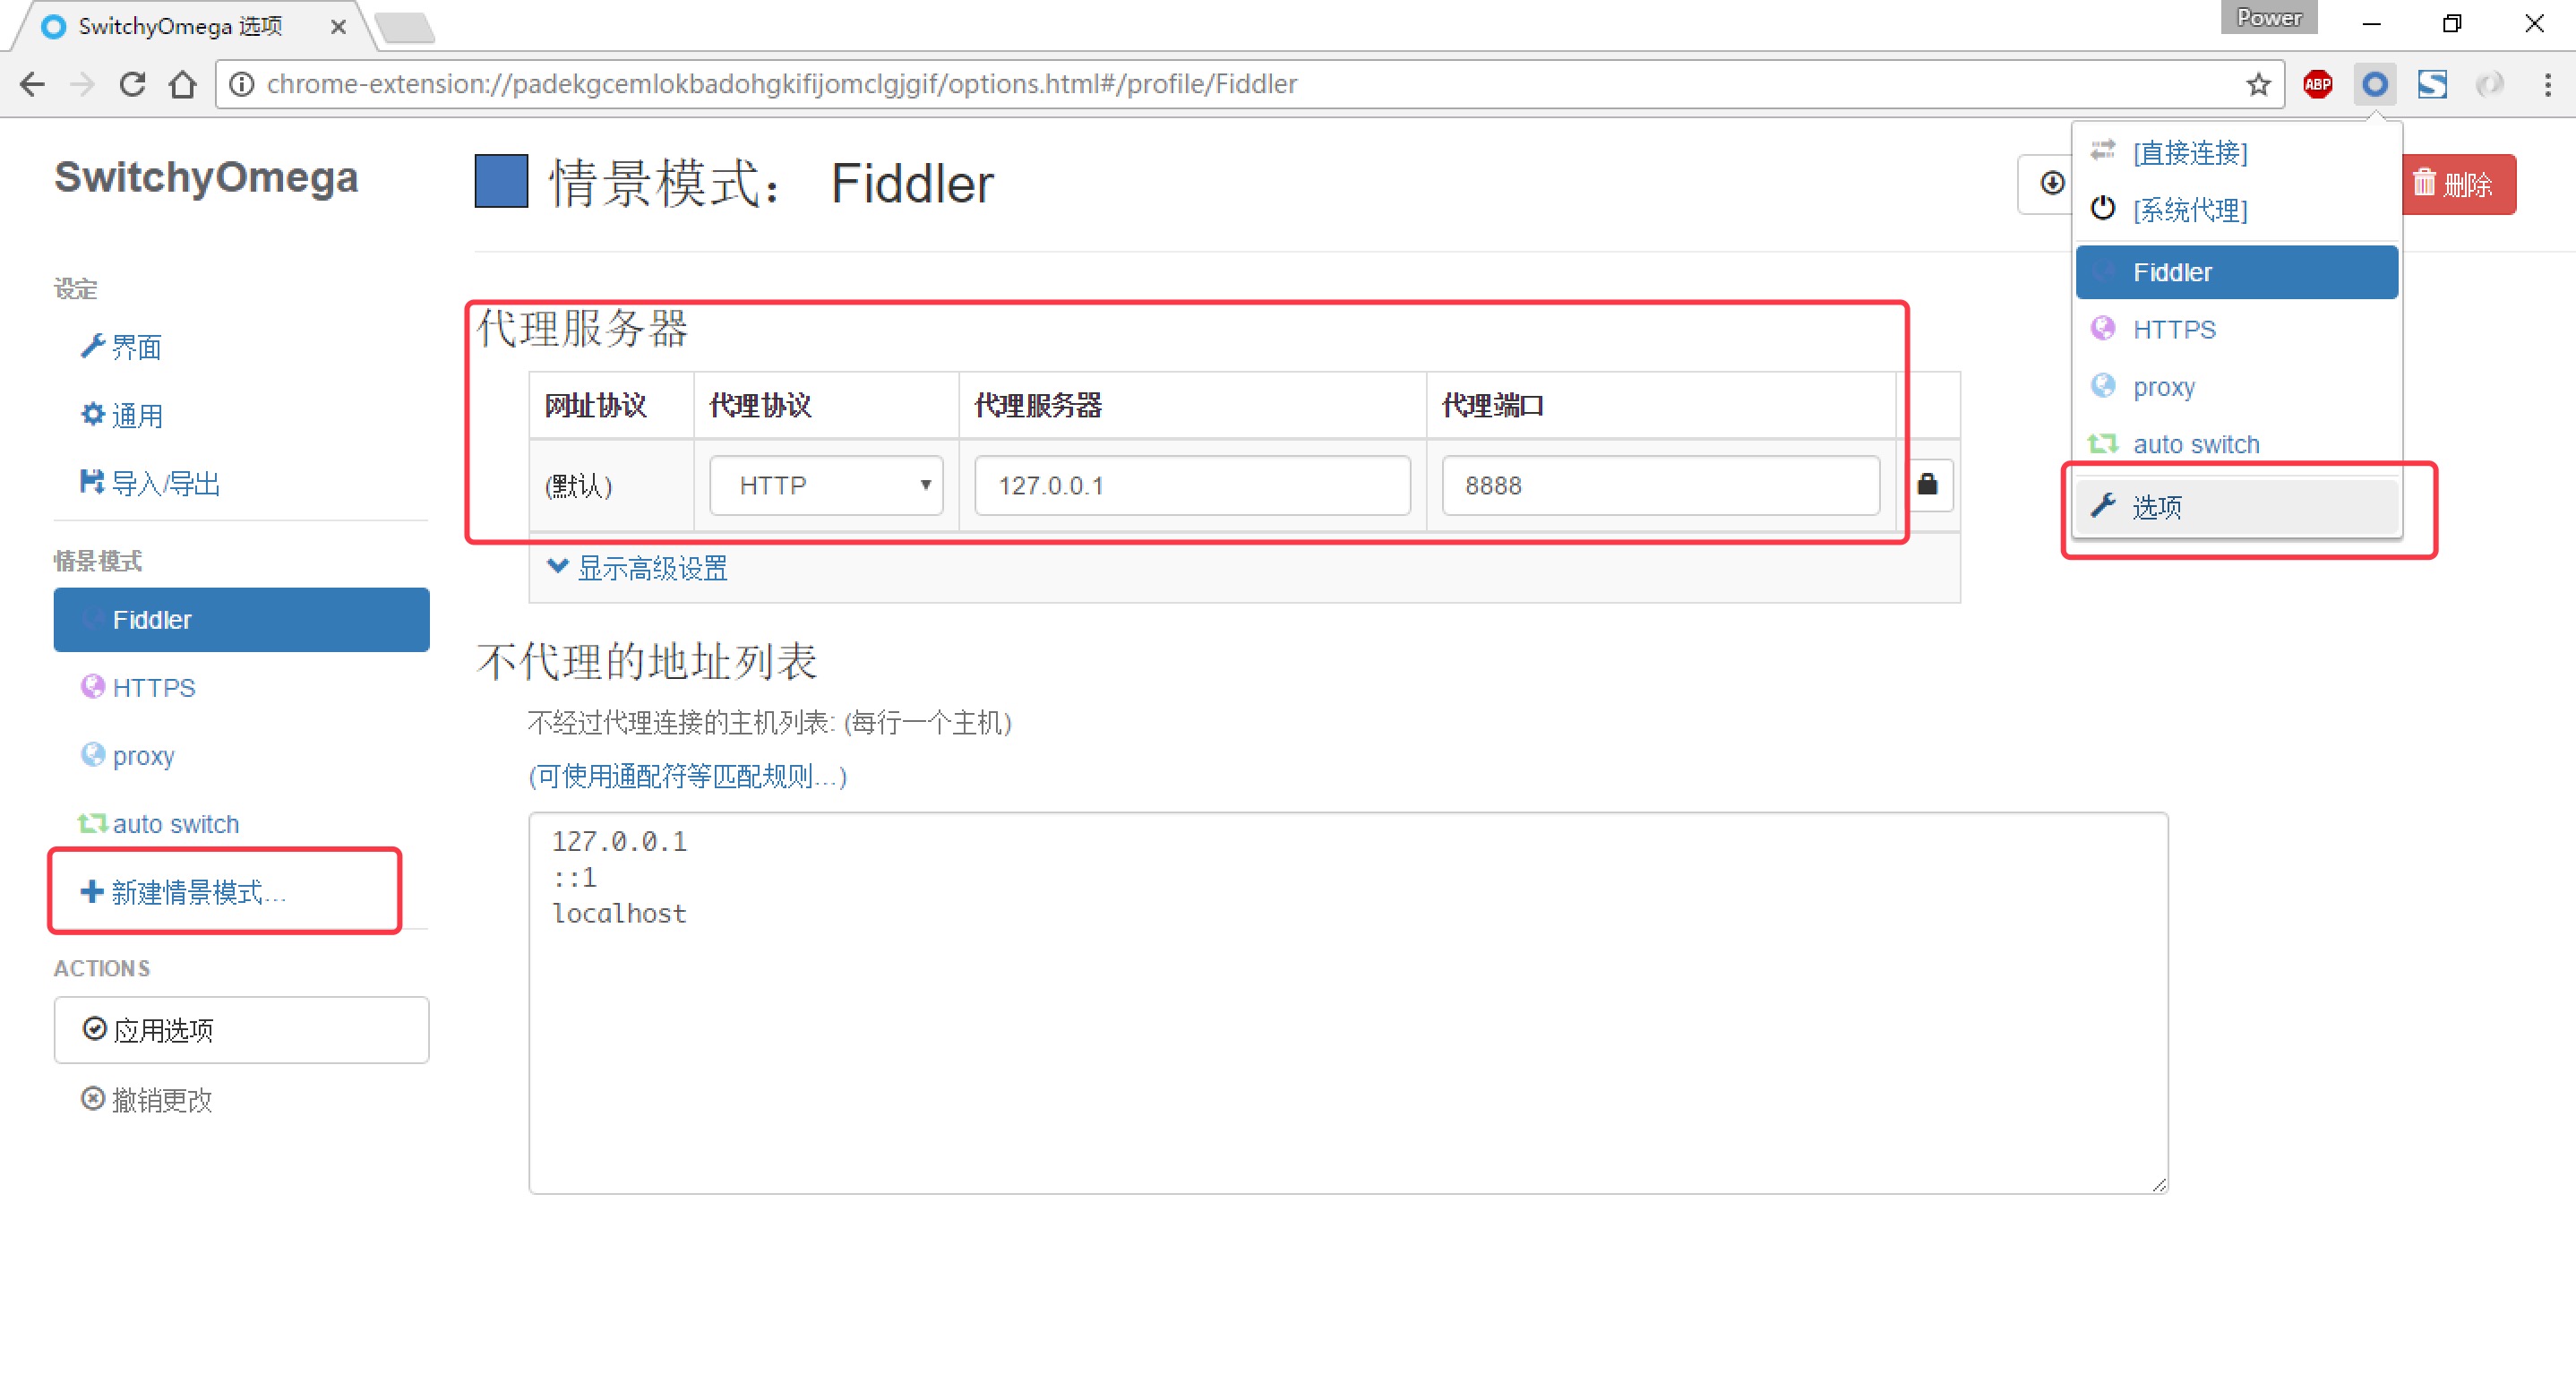 SwitchyOmega 选项
Power
chrome-extension://padekgcemlokbadohgkifijomclgjgif/options.html#/profile/Fiddler
ABP
SwitchyOmega
设定
界面
通用
导入/导出
情景模式
Fiddler
HTTPS
proxy
auto switch
新建情景模式...
ACTIONS
应用选项
撤销更改
情景模式： Fiddler
删除
代理服务器
网址协议 代理协议 代理服务器 代理端口
(默认) HTTP 127.0.0.1 8888
显示高级设置
不代理的地址列表
不经过代理连接的主机列表: (每行一个主机)
(可使用通配符等匹配规则...)
127.0.0.1
::1
localhost
[直接连接]
[系统代理]
Fiddler
HTTPS
proxy
auto switch
选项